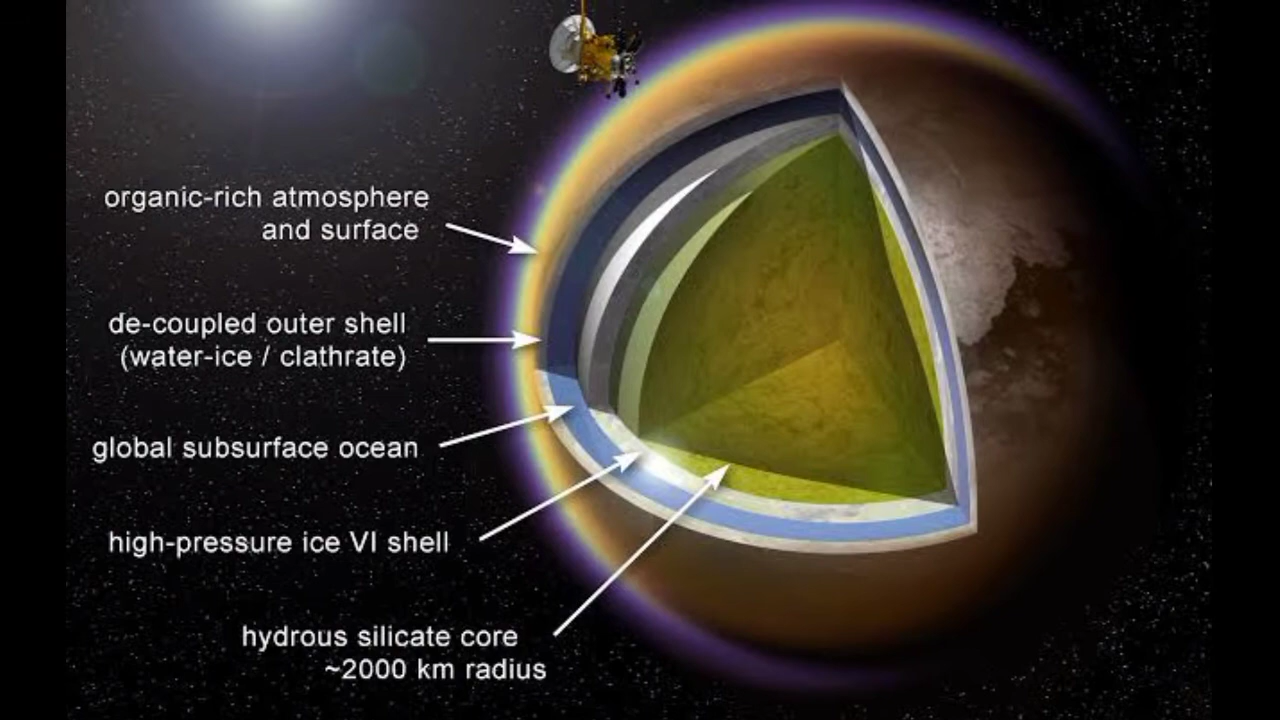 organic-rich atmosphere
and surface
de-coupled outer shell
(water-ice / clathrate)
global subsurface ocean
high-pressure ice VI shell
hydrous silicate core
~2000 km radius